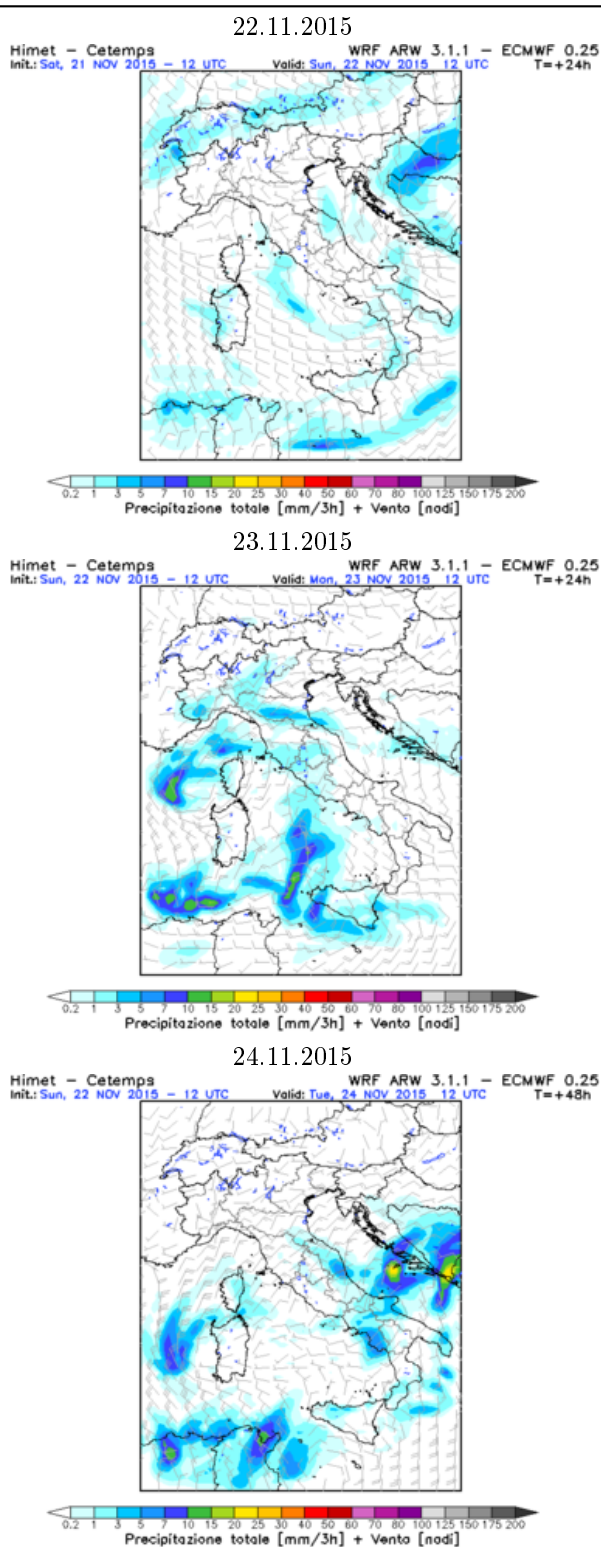 22.11.2015
Himet – Cetemps WRF ARW 3.1.1 – ECMWF 0.25
Init.: Sat, 21 NOV 2015 – 12 UTC Valid: Sun, 22 NOV 2015 12 UTC T=+24h
0.2 1 3 5 7 10 15 20 25 30 40 50 60 70 80 100 125 150 175 200
Precipitazione totale [mm/3h] + Vento [nodi]
23.11.2015
Himet – Cetemps WRF ARW 3.1.1 – ECMWF 0.25
Init.: Sun, 22 NOV 2015 – 12 UTC Valid: Mon, 23 NOV 2015 12 UTC T=+24h
0.2 1 3 5 7 10 15 20 25 30 40 50 60 70 80 100 125 150 175 200
Precipitazione totale [mm/3h] + Vento [nodi]
24.11.2015
Himet – Cetemps WRF ARW 3.1.1 – ECMWF 0.25
Init.: Sun, 22 NOV 2015 – 12 UTC Valid: Tue, 24 NOV 2015 12 UTC T=+48h
0.2 1 3 5 7 10 15 20 25 30 40 50 60 70 80 100 125 150 175 200
Precipitazione totale [mm/3h] + Vento [nodi]